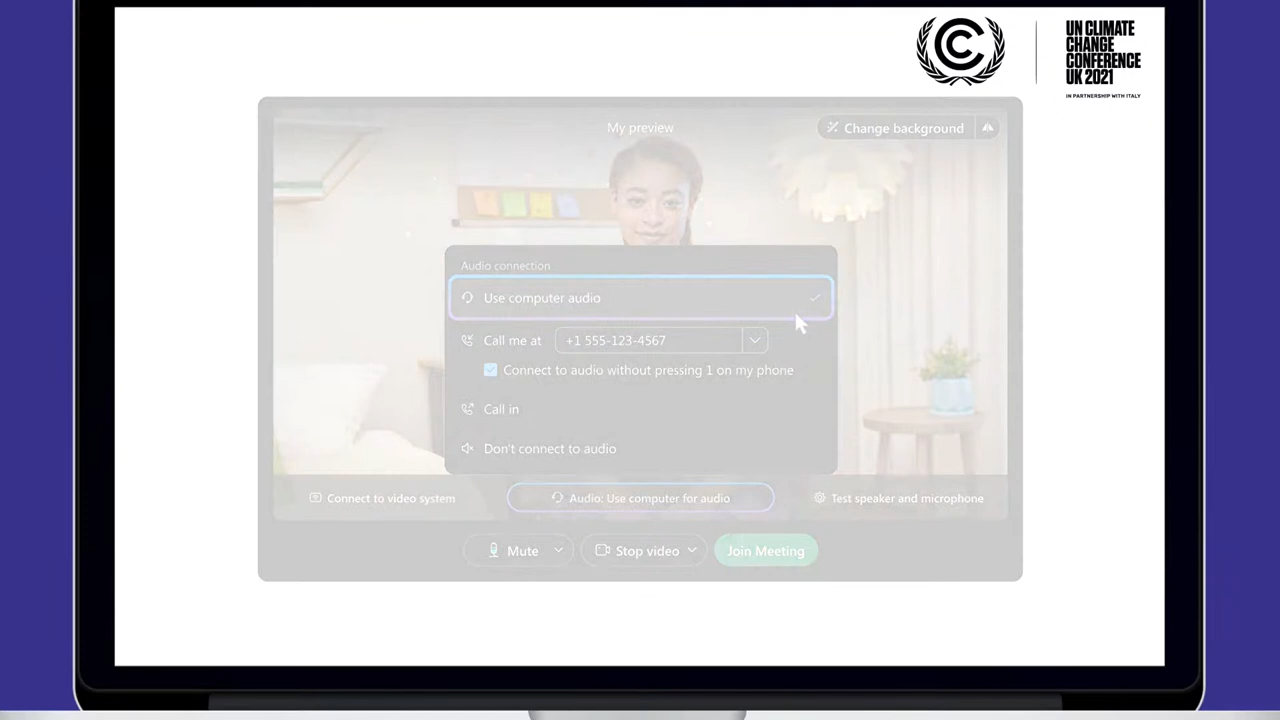 UN CLIMATE
CHANGE
CONFERENCE
UK 2021
IN PARTNERSHIP WITH ITALY
My preview
Change background
Audio connection
Use computer audio
Call me at
+1 555-123-4567
Connect to audio without pressing 1 on my phone
Call in
Don't connect to audio
Connect to video system
Audio: Use computer for audio
Test speaker and microphone
Mute
Stop video
Join Meeting